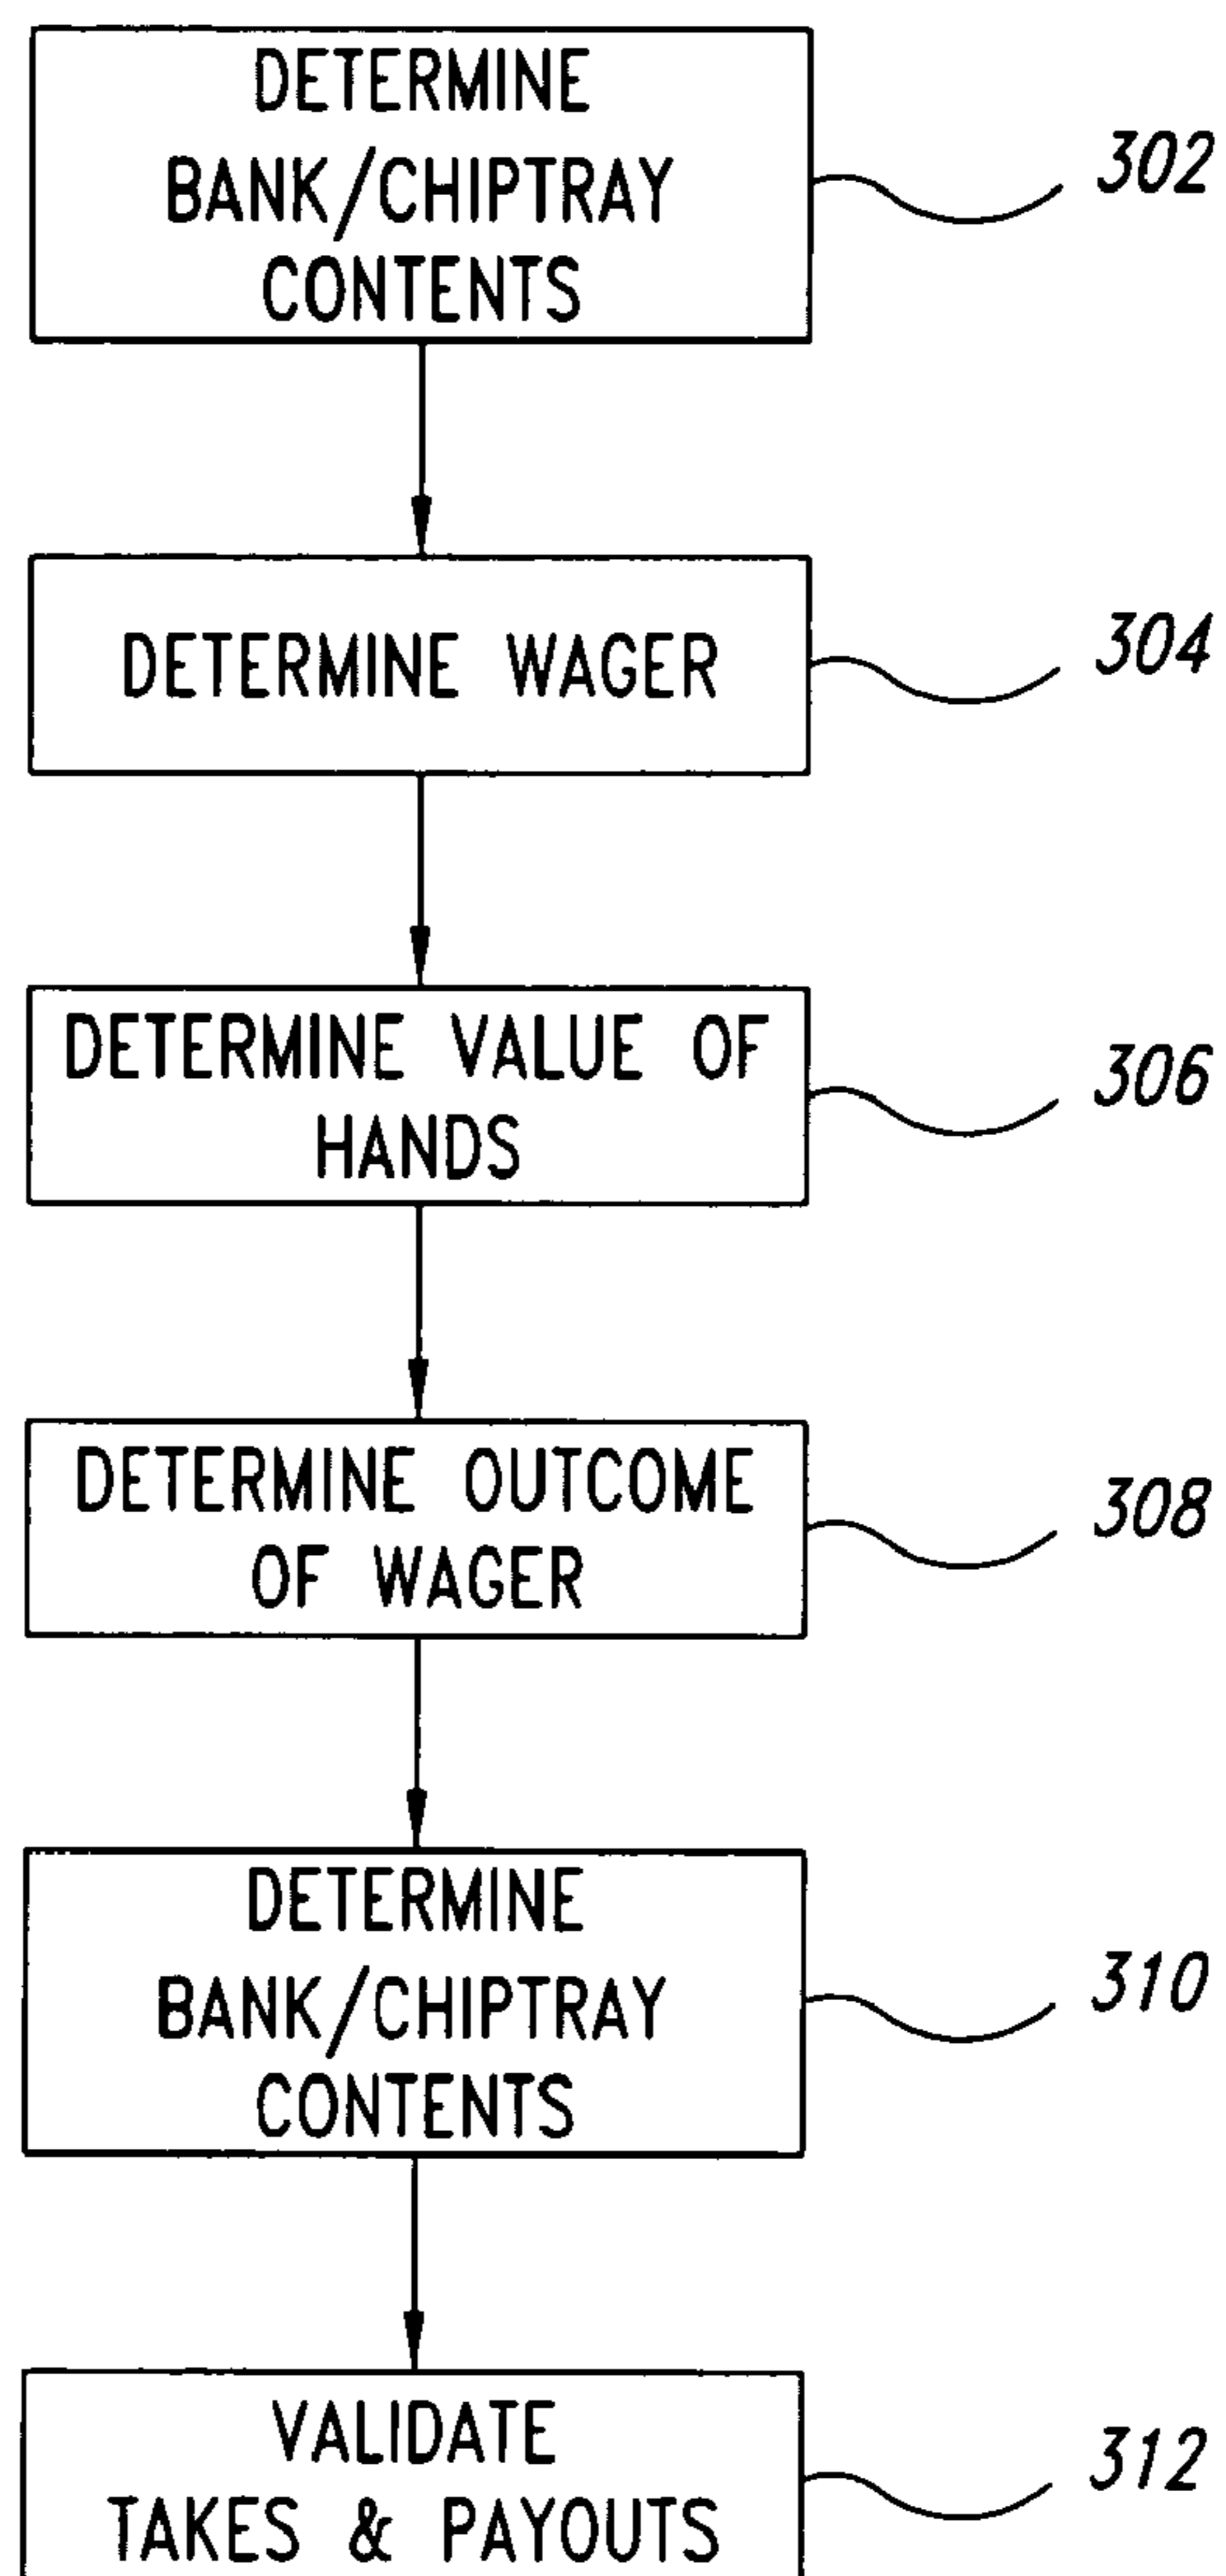 DETERMINE
BANK/CHIPTRAY
CONTENTS
302
DETERMINE WAGER
304
DETERMINE VALUE OF
HANDS
306
DETERMINE OUTCOME
OF WAGER
308
DETERMINE
BANK/CHIPTRAY
CONTENTS
310
VALIDATE
TAKES & PAYOUTS
312